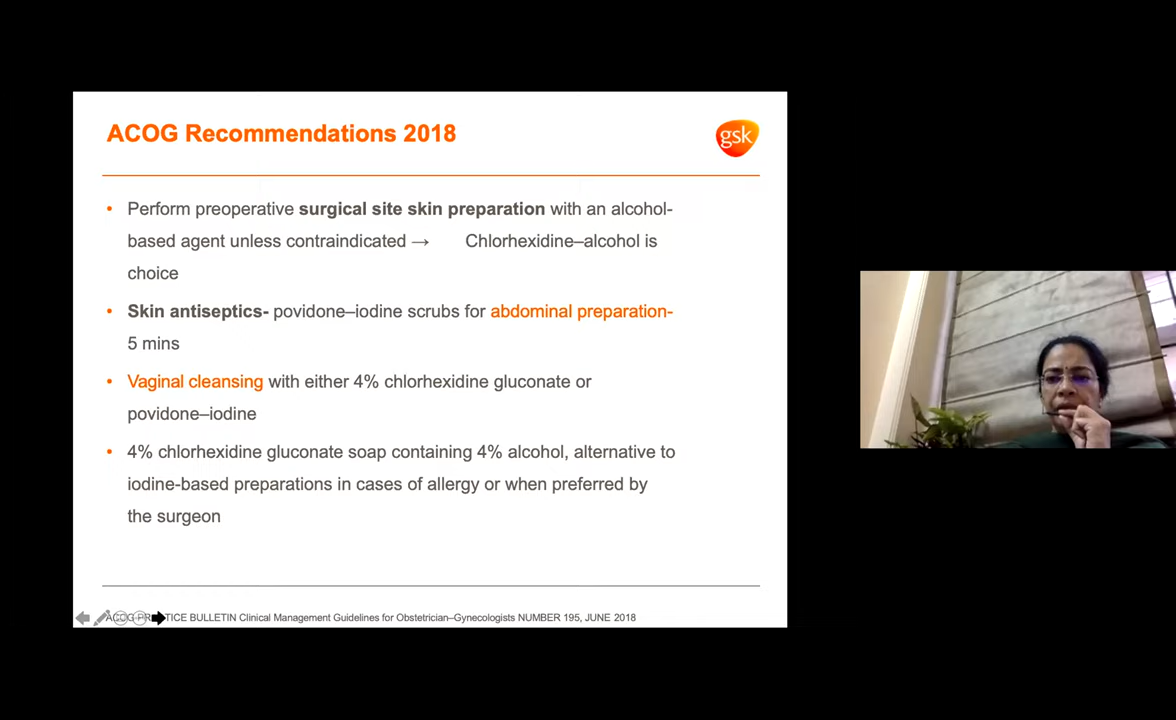 ACOG Recommendations 2018
gsk
• Perform preoperative surgical site skin preparation with an alcohol-
based agent unless contraindicated → Chlorhexidine–alcohol is
choice
• Skin antiseptics- povidone–iodine scrubs for abdominal preparation-
5 mins
• Vaginal cleansing with either 4% chlorhexidine gluconate or
povidone–iodine
• 4% chlorhexidine gluconate soap containing 4% alcohol, alternative to
iodine-based preparations in cases of allergy or when preferred by
the surgeon
ACOG PRACTICE BULLETIN Clinical Management Guidelines for Obstetrician–Gynecologists NUMBER 195, JUNE 2018